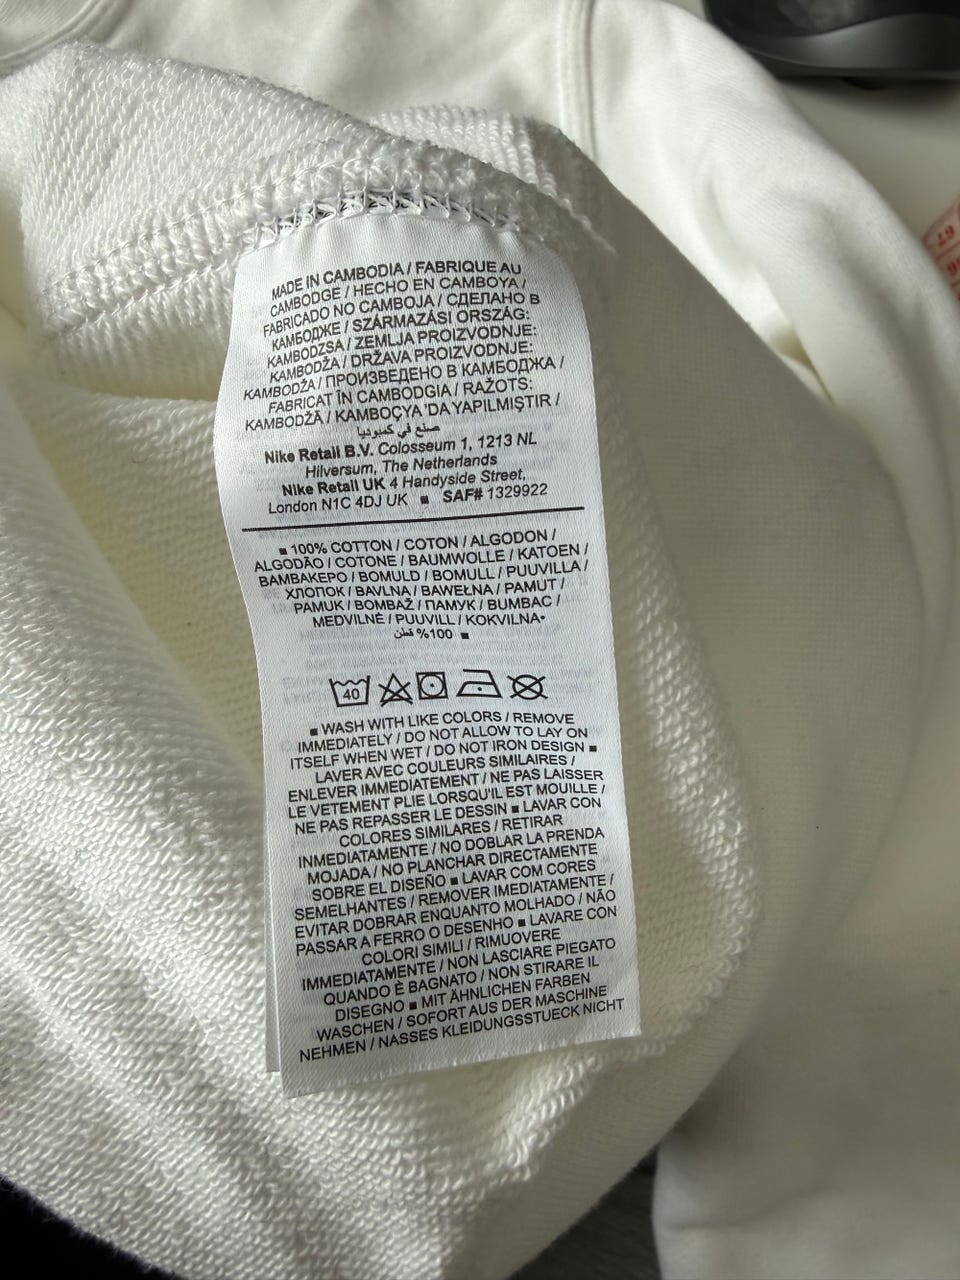 MADE IN CAMBODIA / FABRIQUE AU
CAMBODGE / HECHO EN CAMBOYA /
FABRICADO NO CAMBOJA / СДЕЛАНО В
КАМБОДЖЕ / SZÁRMAZÁSI ORSZÁG:
KAMBODZSA / ZEMLJA PROIZVODNJE:
KAMBODŽA / DRŽAVA PROIZVODNJE:
KAMBODŽA / ПРОИЗВЕДЕНО В КАМБОДЖА /
FABRICAT ÎN CAMBODGIA / RAŽOTS:
KAMBODŽĀ / KAMBOÇYA 'DA YAPILMIŞTIR /
صنع في كمبوديا
Nike Retail B.V. Colosseum 1, 1213 NL
Hilversum, The Netherlands
Nike Retail UK 4 Handyside Street,
London N1C 4DJ UK ■ SAF# 1329922
■ 100% COTTON / COTON / ALGODON /
ALGODÃO / COTONE / BAUMWOLLE / KATOEN /
ΒΑΜΒΑΚΕΡΟ / BOMULD / BOMULL / PUUVILLA /
ХЛОПОК / BAVLNA / BAWEŁNA / PAMUT /
PAMUK / BOMBAŽ / ПАМУК / BUMBAC /
MEDVILNĖ / PUUVILL / KOKVILNA•
■ 100% قطن
40
■ WASH WITH LIKE COLORS / REMOVE
IMMEDIATELY / DO NOT ALLOW TO LAY ON
ITSELF WHEN WET / DO NOT IRON DESIGN ■
LAVER AVEC COULEURS SIMILAIRES /
ENLEVER IMMEDIATEMENT / NE PAS LAISSER
LE VETEMENT PLIE LORSQU'IL EST MOUILLE /
NE PAS REPASSER LE DESSIN ■ LAVAR CON
COLORES SIMILARES / RETIRAR
INMEDIATAMENTE / NO DOBLAR LA PRENDA
MOJADA / NO PLANCHAR DIRECTAMENTE
SOBRE EL DISEÑO ■ LAVAR COM CORES
SEMELHANTES / REMOVER IMEDIATAMENTE /
EVITAR DOBRAR ENQUANTO MOLHADO / NÃO
PASSAR A FERRO O DESENHO ■ LAVARE CON
COLORI SIMILI / RIMUOVERE
IMMEDIATAMENTE / NON LASCIARE PIEGATO
QUANDO È BAGNATO / NON STIRARE IL
DISEGNO ■ MIT ÄHNLICHEN FARBEN
WASCHEN / SOFORT AUS DER MASCHINE
NEHMEN / NASSES KLEIDUNGSSTUECK NICHT